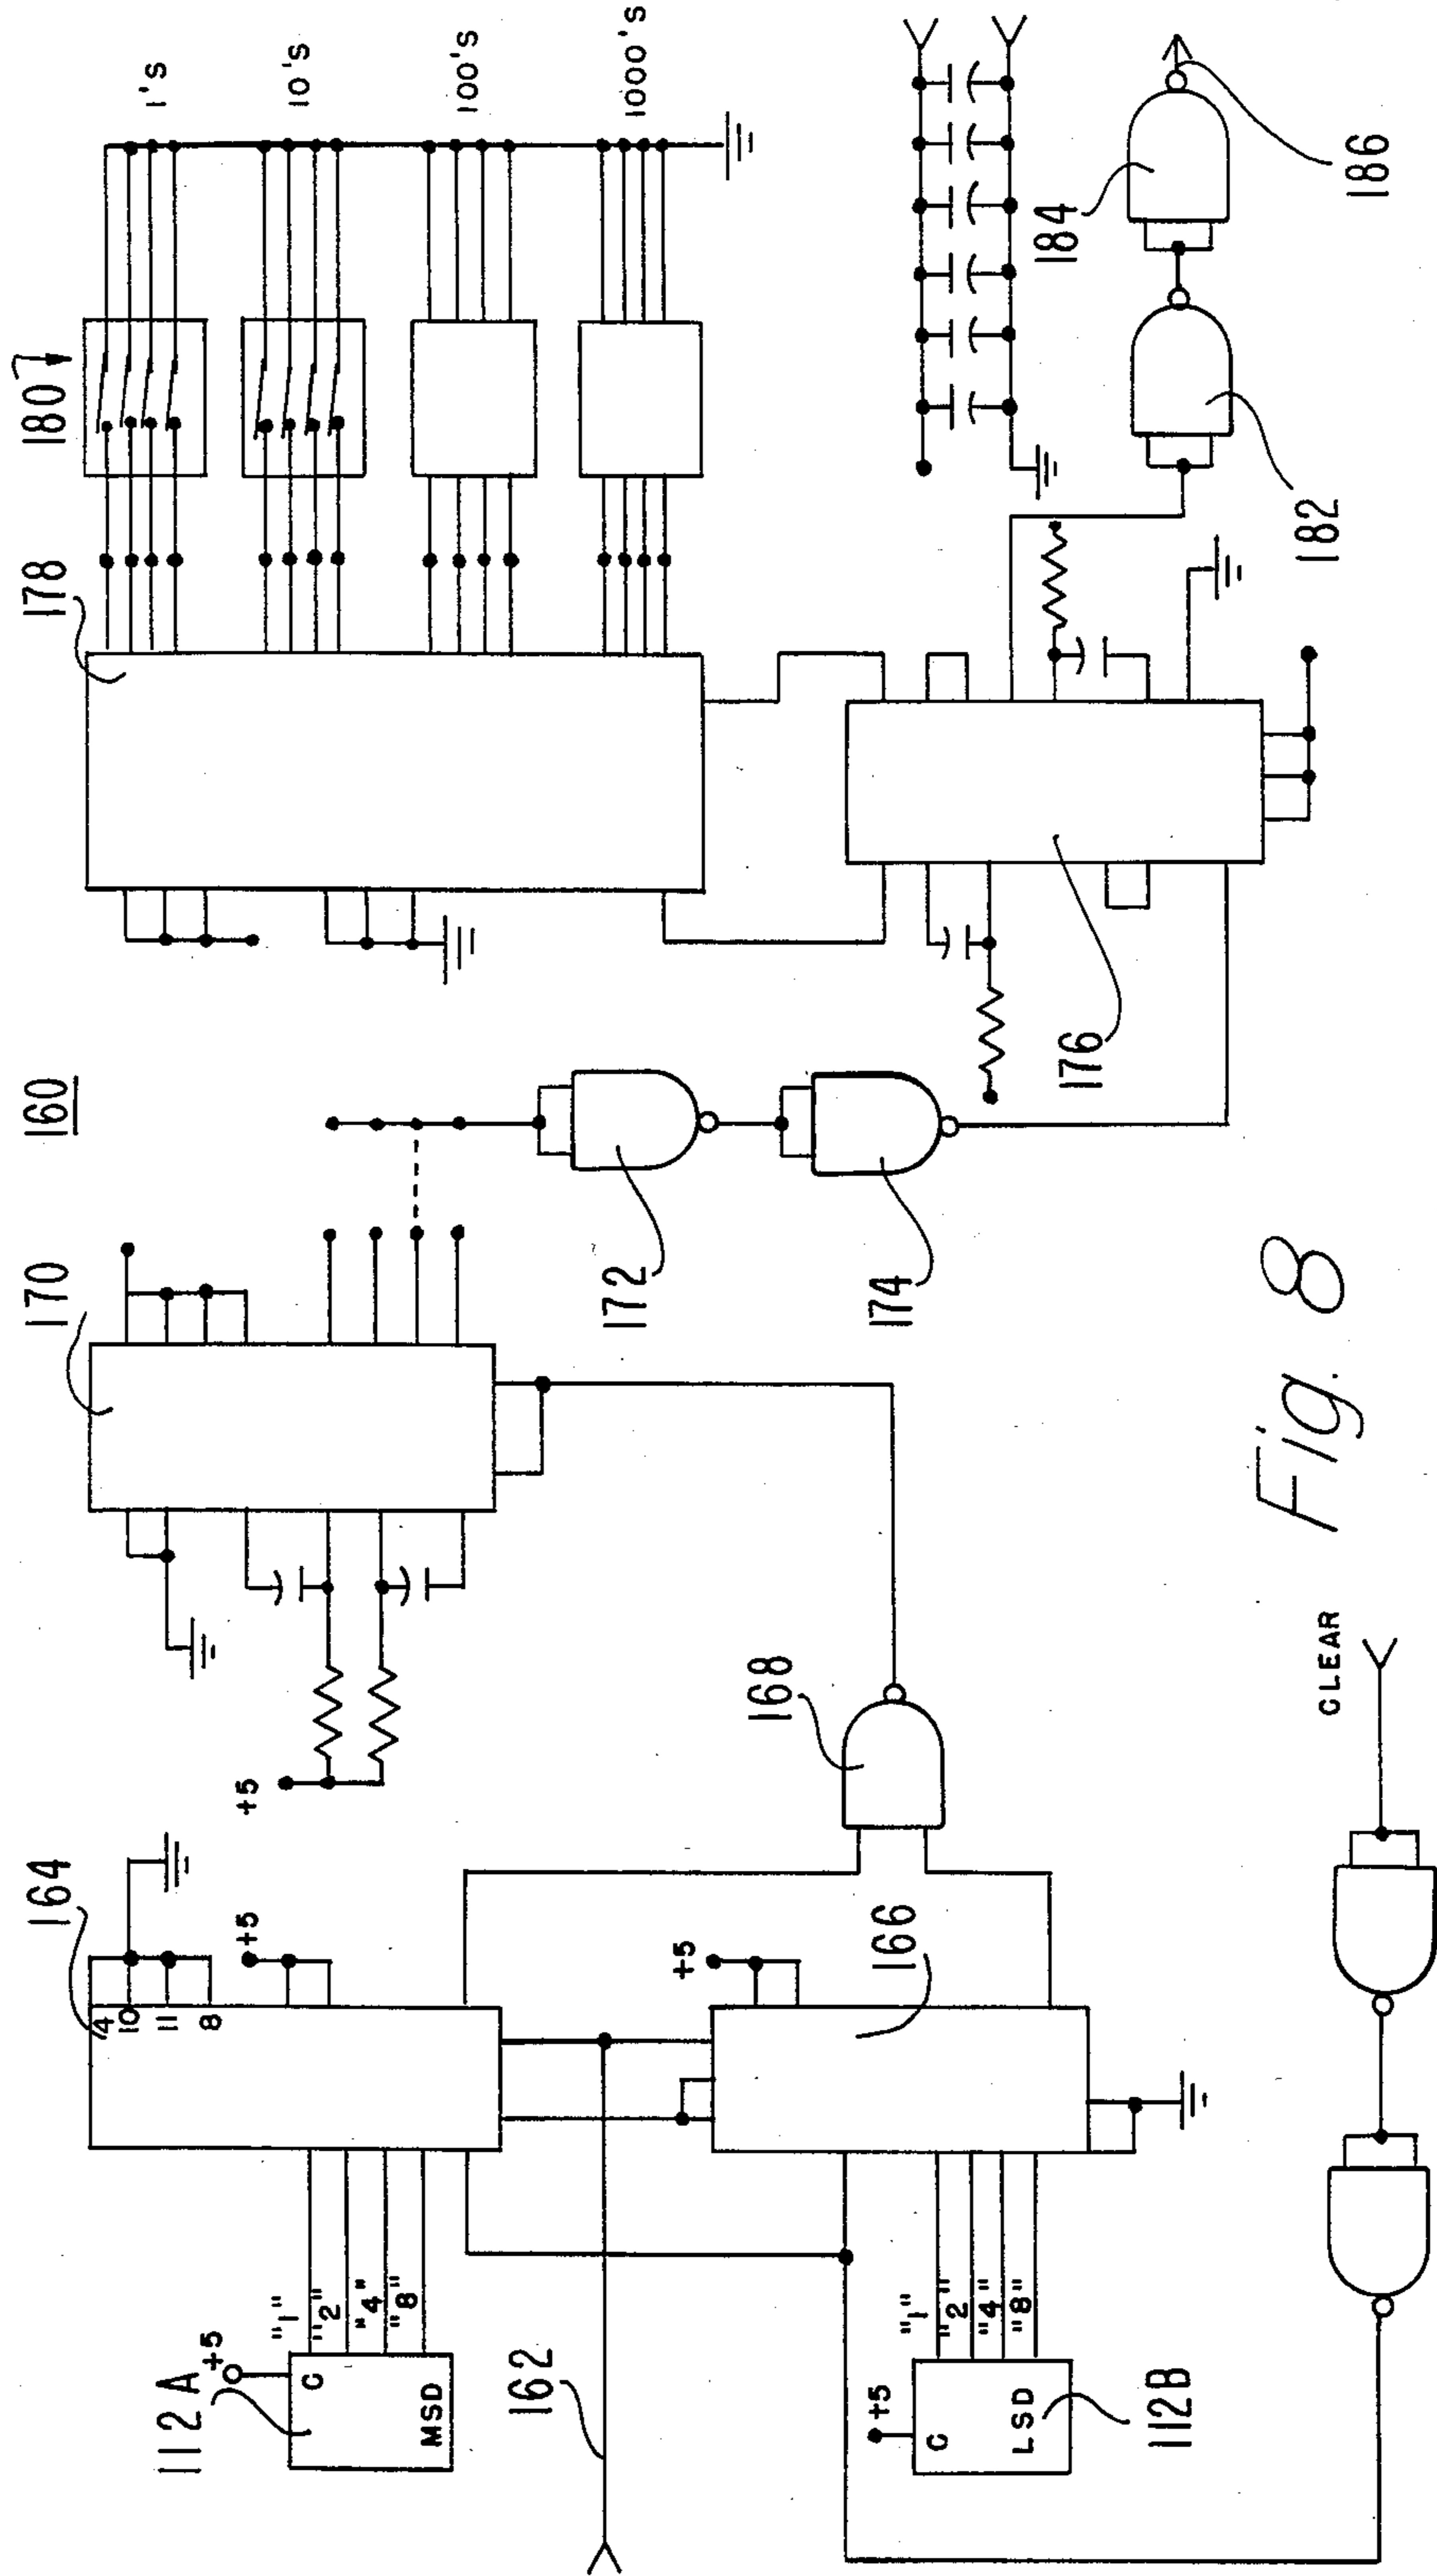 160
112 A
+5
C
MSD
"1"
"2"
"4"
"8"
164
4
10
11
8
+5
+5
170
178
180
1's
10's
100's
1000's
162
166
+5
168
172
174
176
182
184
186
+5
C
LSD
112B
"1"
"2"
"4"
"8"
CLEAR
Fig. 8